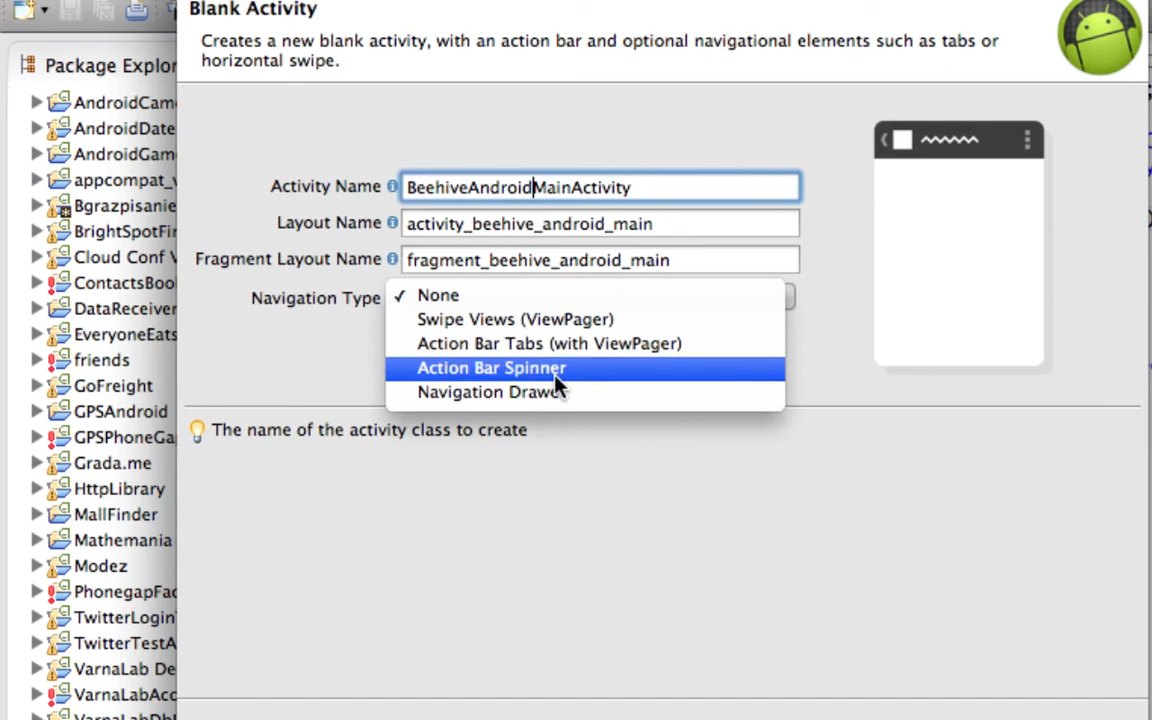 Blank Activity
Creates a new blank activity, with an action bar and optional navigational elements such as tabs or
horizontal swipe.
Package Explor
AndroidCam
AndroidDate
AndroidGam
appcompat_v
Bgrazpisanie
BrightSpotFir
Cloud Conf V
ContactsBoo
DataReceiver
EveryoneEats
friends
GoFreight
GPSAndroid
GPSPhoneGa
Grada.me
HttpLibrary
MallFinder
Mathemania
Modez
PhonegapFac
TwitterLogin
TwitterTestA
VarnaLab De
VarnaLabAcc
VarnaLabDbl
Activity Name BeehiveAndroidMainActivity
Layout Name activity_beehive_android_main
Fragment Layout Name fragment_beehive_android_main
Navigation Type ✓ None
Swipe Views (ViewPager)
Action Bar Tabs (with ViewPager)
Action Bar Spinner
Navigation Drawer
The name of the activity class to create